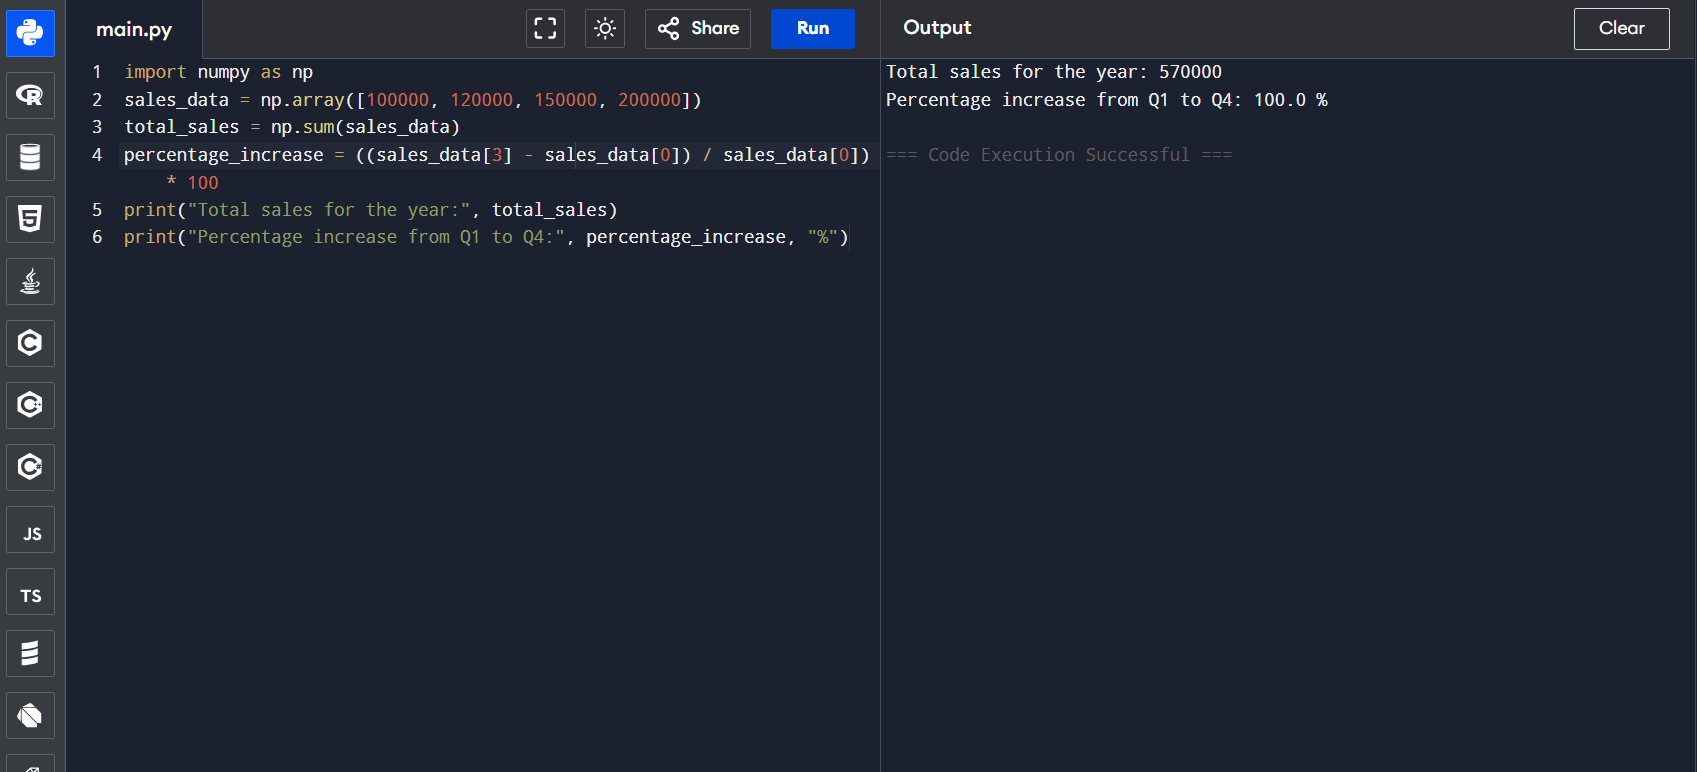 main.py
Share
Run
Output
Clear
1 import numpy as np
2 sales_data = np.array([100000, 120000, 150000, 200000])
3 total_sales = np.sum(sales_data)
4 percentage_increase = ((sales_data[3] - sales_data[0]) / sales_data[0])
* 100
5 print("Total sales for the year:", total_sales)
6 print("Percentage increase from Q1 to Q4:", percentage_increase, "%")
Total sales for the year: 570000
Percentage increase from Q1 to Q4: 100.0 %
=== Code Execution Successful ===
R
5
C
C++
C#
JS
TS